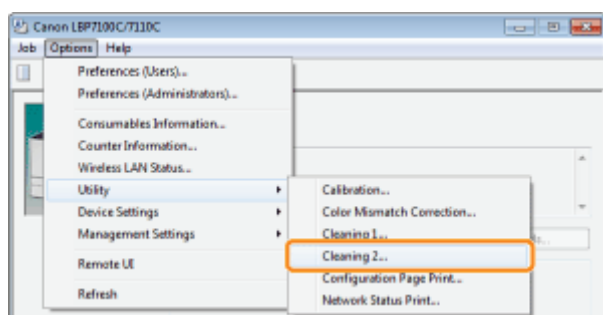 Canon LBP7100C/7110C
Job Options Help
Preferences (Users)...
Preferences (Administrators)...
Consumables Information...
Counter Information...
Wireless LAN Status...
Utility
Calibration...
Device Settings
Color Mismatch Correction...
Management Settings
Cleaning 1...
Cleaning 2...
Remote UI
Configuration Page Print...
Refresh
Network Status Print...